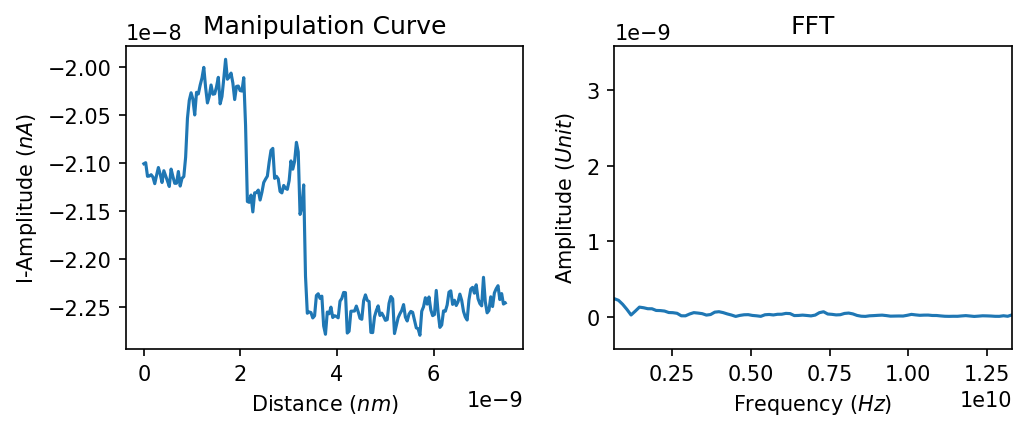 Manipulation Curve
1e−8
−2.00
−2.05
−2.10
−2.15
−2.20
−2.25
I-Amplitude (nA)
0
2
4
6
Distance (nm)
1e−9
FFT
1e−9
3
2
1
0
Amplitude (Unit)
0.25
0.50
0.75
1.00
1.25
Frequency (Hz)
1e10